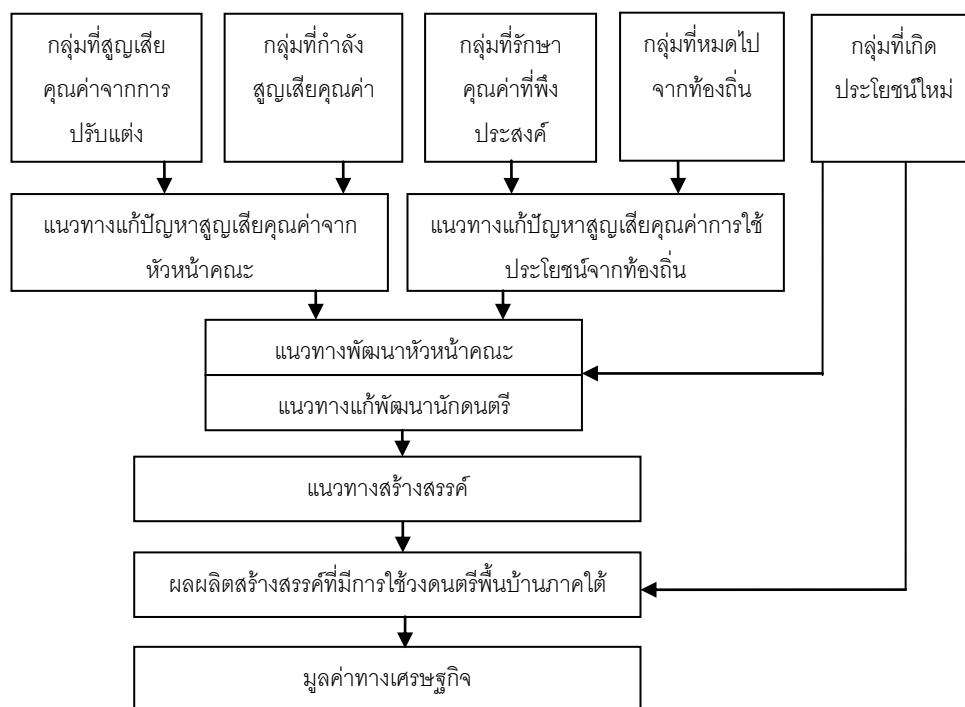 กลุ่มที่สูญเสีย
คุณค่าจากการ
ปรับแต่ง
กลุ่มที่กำลัง
สูญเสียคุณค่า
กลุ่มที่รักษา
คุณค่าที่พึง
ประสงค์
กลุ่มที่หมดไป
จากท้องถิ่น
กลุ่มที่เกิด
ประโยชน์ใหม่
แนวทางแก้ปัญหาสูญเสียคุณค่าจาก
หัวหน้าคณะ
แนวทางแก้ปัญหาสูญเสียคุณค่าการใช้
ประโยชน์จากท้องถิ่น
แนวทางพัฒนาหัวหน้าคณะ
แนวทางแก้พัฒนานักดนตรี
แนวทางสร้างสรรค์
ผลผลิตสร้างสรรค์ที่มีการใช้วงดนตรีพื้นบ้านภาคใต้
มูลค่าทางเศรษฐกิจ